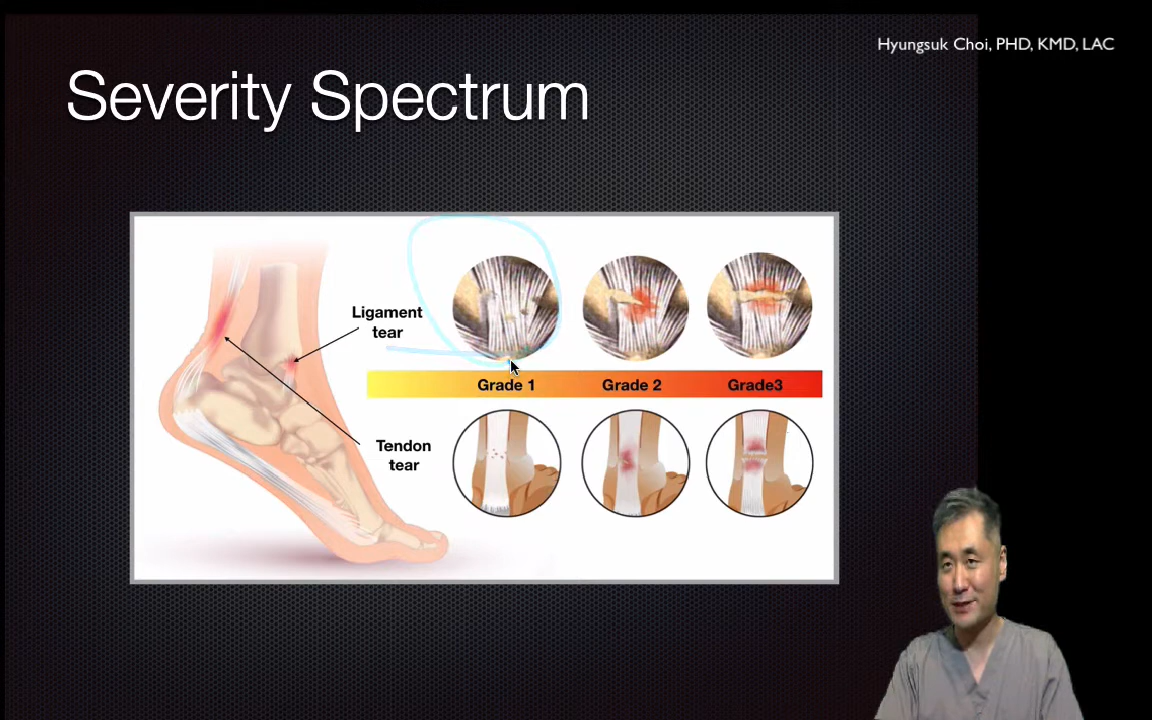 Hyungsuk Choi, PHD, KMD, LAC
Severity Spectrum
Ligament
tear
Grade 1 Grade 2 Grade3
Tendon
tear